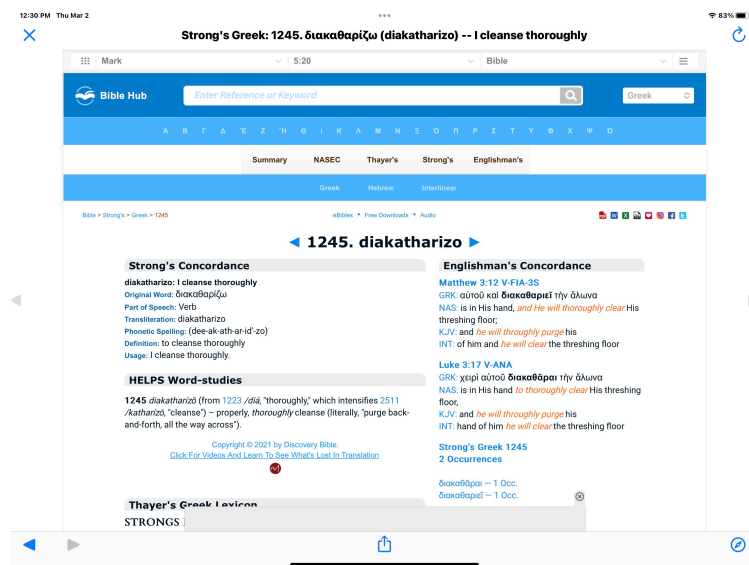 12:30 PM Thu Mar 2
83%
Strong's Greek: 1245. διακαθαρίζω (diakatharizo) -- I cleanse thoroughly
Mark 5:20 Bible
Bible Hub Enter Reference or Keyword Greek
Ἀ Β Γ Δ Ἐ Ζ Ἡ Θ Ἰ Κ Λ Μ Ν Ξ Ὀ Π Ρ Σ Τ Υ Φ Χ Ψ Ὠ
Summary NASEC Thayer's Strong's Englishman's
Greek Hebrew Interlinear
Bible > Strong's > Greek > 1245
eBibles • Free Downloads • Audio
◄ 1245. diakatharizo ►
Strong's Concordance
diakatharizo: I cleanse thoroughly
Original Word: διακαθαρίζω
Part of Speech: Verb
Transliteration: diakatharizo
Phonetic Spelling: (dee-ak-ath-ar-id'-zo)
Definition: to cleanse thoroughly
Usage: I cleanse thoroughly.
HELPS Word-studies
1245 diakatharízō (from 1223 /diá, "thoroughly," which intensifies 2511
/katharízō, "cleanse") – properly, thoroughly cleanse (literally, "purge back-
and-forth, all the way across").
Copyright © 2021 by Discovery Bible.
Click For Videos And Learn To See What's Lost In Translation
Thayer's Greek Lexicon
STRONGS
Englishman's Concordance
Matthew 3:12 V-FIA-3S
GRK: αὐτοῦ καὶ διακαθαριεῖ τὴν ἅλωνα
NAS: is in His hand, and He will thoroughly clear His
threshing floor;
KJV: and he will throughly purge his
INT: of him and he will clear the threshing floor
Luke 3:17 V-ANA
GRK: χειρὶ αὐτοῦ διακαθᾶραι τὴν ἅλωνα
NAS: is in His hand to thoroughly clear His threshing
floor,
KJV: and he will throughly purge his
INT: hand of him he will clear the threshing floor
Strong's Greek 1245
2 Occurrences
διακαθᾶραι — 1 Occ.
διακαθαριεῖ — 1 Occ.